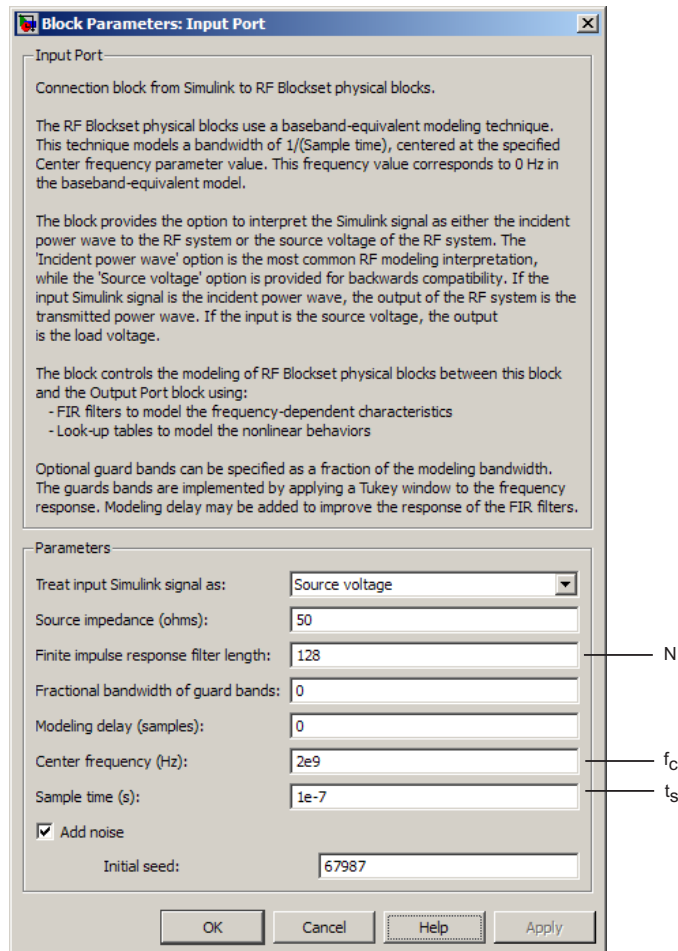 Block Parameters: Input Port
Input Port
Connection block from Simulink to RF Blockset physical blocks.
The RF Blockset physical blocks use a baseband-equivalent modeling technique.
This technique models a bandwidth of 1/(Sample time), centered at the specified
Center frequency parameter value. This frequency value corresponds to 0 Hz in
the baseband-equivalent model.
The block provides the option to interpret the Simulink signal as either the incident
power wave to the RF system or the source voltage of the RF system. The
'Incident power wave' option is the most common RF modeling interpretation,
while the 'Source voltage' option is provided for backwards compatibility. If the
input Simulink signal is the incident power wave, the output of the RF system is the
transmitted power wave. If the input is the source voltage, the output
is the load voltage.
The block controls the modeling of RF Blockset physical blocks between this block
and the Output Port block using:
- FIR filters to model the frequency-dependent characteristics
- Look-up tables to model the nonlinear behaviors
Optional guard bands can be specified as a fraction of the modeling bandwidth.
The guards bands are implemented by applying a Tukey window to the frequency
response. Modeling delay may be added to improve the response of the FIR filters.
Parameters
Treat input Simulink signal as: Source voltage
Source impedance (ohms): 50
Finite impulse response filter length: 128 N
Fractional bandwidth of guard bands: 0
Modeling delay (samples): 0
Center frequency (Hz): 2e9 fc
Sample time (s): 1e-7 ts
Add noise
Initial seed: 67987
OK Cancel Help Apply